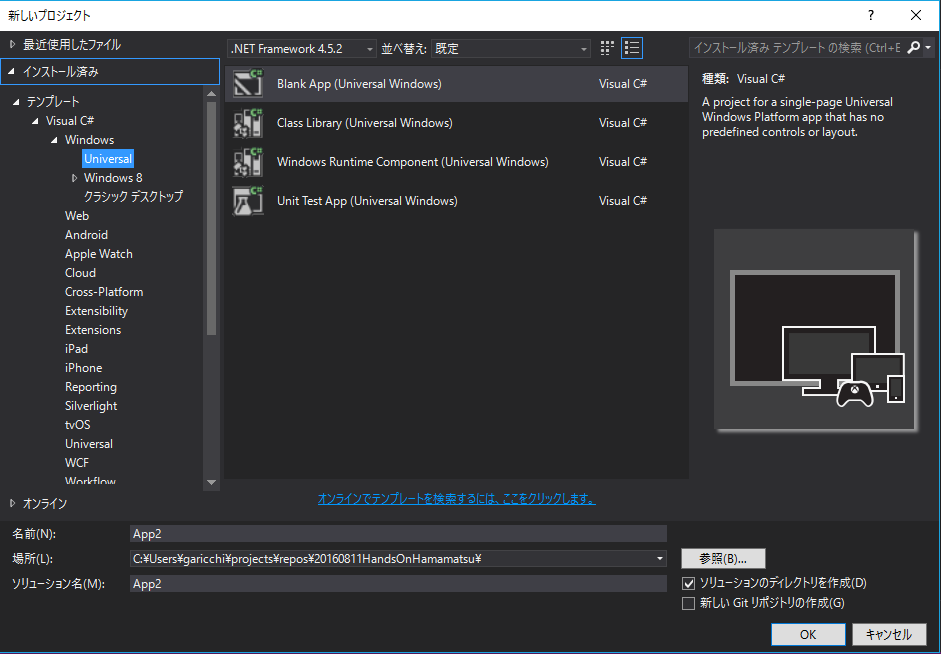 新しいプロジェクト
?
最近使用したファイル
インストール済み
テンプレート
Visual C#
Windows
Universal
Windows 8
クラシック デスクトップ
Web
Android
Apple Watch
Cloud
Cross-Platform
Extensibility
Extensions
iPad
iPhone
Reporting
Silverlight
tvOS
Universal
WCF
Workflow
オンライン
.NET Framework 4.5.2
並べ替え: 既定
Blank App (Universal Windows) Visual C#
Class Library (Universal Windows) Visual C#
Windows Runtime Component (Universal Windows) Visual C#
Unit Test App (Universal Windows) Visual C#
オンラインでテンプレートを検索するには、ここをクリックします。
インストール済み テンプレート の検索 (Ctrl+E
種類: Visual C#
A project for a single-page Universal
Windows Platform app that has no
predefined controls or layout.
名前(N): App2
場所(L): C:¥Users¥garicchi¥projects¥repos¥20160811HandsOnHamamatsu¥
参照(B)...
ソリューション名(M): App2
ソリューションのディレクトリを作成(D)
新しい Git リポジトリの作成(G)
OK
キャンセル